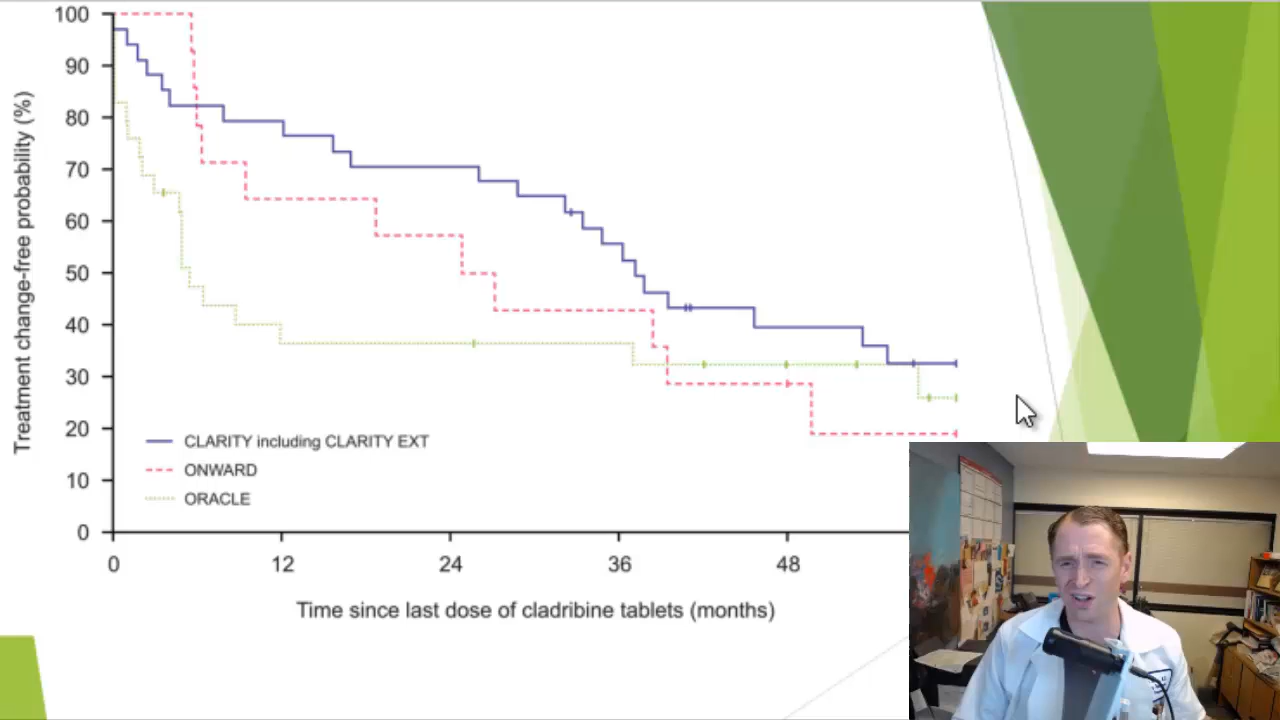 100
90
80
70
60
50
40
30
20
10
0
Treatment change-free probability (%)
CLARITY including CLARITY EXT
ONWARD
ORACLE
0 12 24 36 48
Time since last dose of cladribine tablets (months)